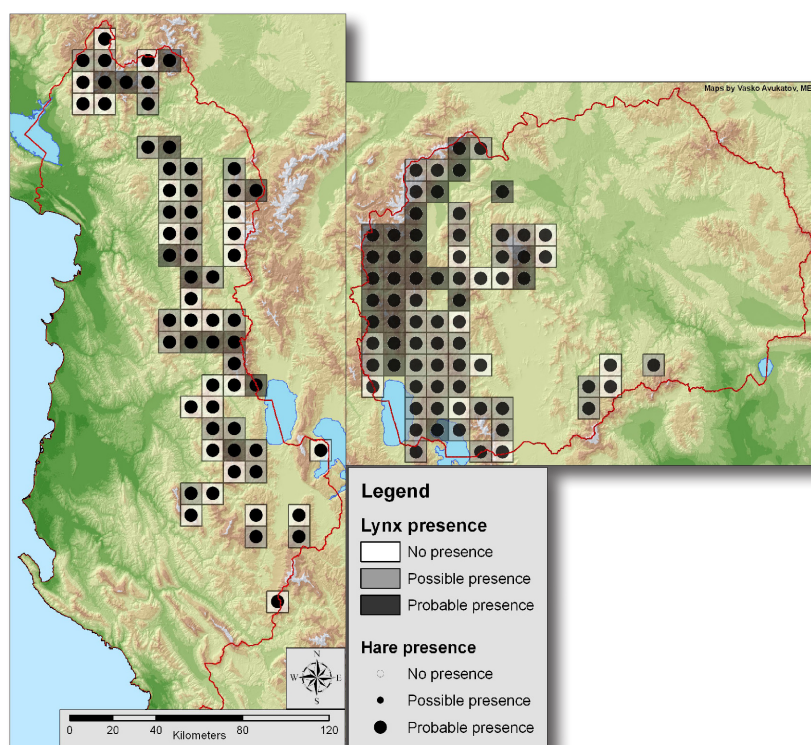 Maps by Vasko Avukatov, ME
Legend
Lynx presence
No presence
Possible presence
Probable presence
Hare presence
No presence
Possible presence
Probable presence
N
W E
S
0 20 40 80 120
Kilometers